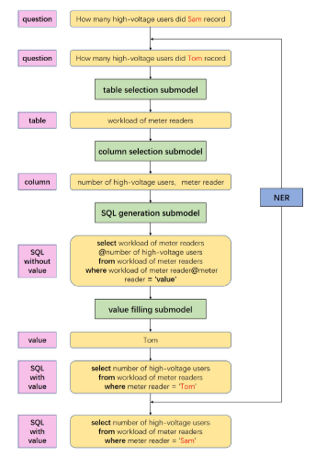 question
How many high-voltage users did Sam record
question
How many high-voltage users did Tom record
table selection submodel
table
workload of meter readers
column selection submodel
column
number of high-voltage users, meter reader
NER
SQL generation submodel
SQL
without
value
select workload of meter readers
@number of high-voltage users
from workload of meter readers
where workload of meter reader@meter
reader = 'value'
value filling submodel
value
Tom
SQL
with
value
select number of high-voltage users
from workload of meter readers
where meter reader = 'Tom'
SQL
with
value
select number of high-voltage users
from workload of meter readers
where meter reader = 'Sam'